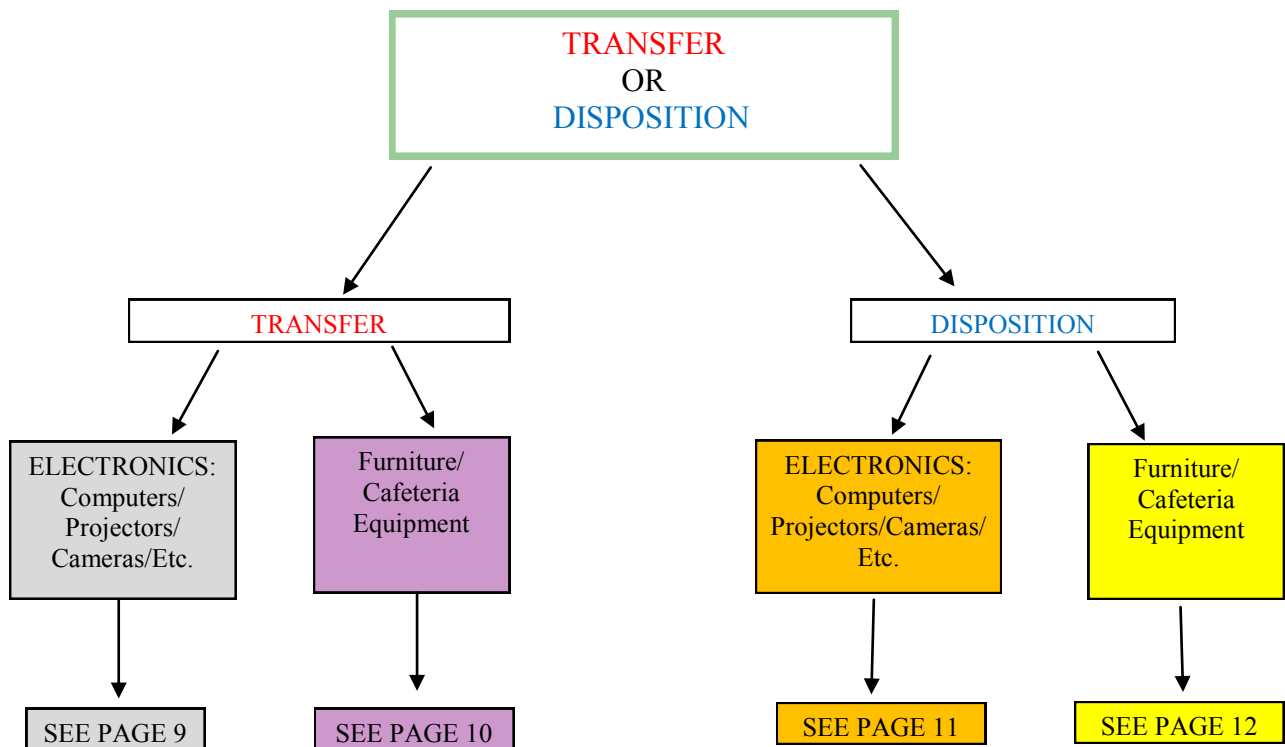 TRANSFER
OR
DISPOSITION
TRANSFER
DISPOSITION
ELECTRONICS:
Computers/
Projectors/
Cameras/Etc.
Furniture/
Cafeteria
Equipment
ELECTRONICS:
Computers/
Projectors/Cameras/
Etc.
Furniture/
Cafeteria
Equipment
SEE PAGE 9
SEE PAGE 10
SEE PAGE 11
SEE PAGE 12